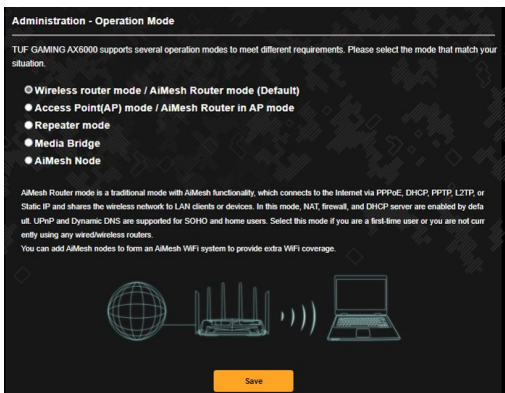 Administration - Operation Mode
TUF GAMING AX6000 supports several operation modes to meet different requirements. Please select the mode that match your
situation.
Wireless router mode / AiMesh Router mode (Default)
Access Point(AP) mode / AiMesh Router in AP mode
Repeater mode
Media Bridge
AiMesh Node
AiMesh Router mode is a traditional mode with AiMesh functionality, which connects to the Internet via PPPoE, DHCP, PPTP, L2TP, or
Static IP and shares the wireless network to LAN clients or devices. In this mode, NAT, firewall, and DHCP server are enabled by defa
ult. UPnP and Dynamic DNS are supported for SOHO and home users. Select this mode if you are a first-time user or you are not curr
ently using any wired/wireless routers.
You can add AiMesh nodes to form an AiMesh WiFi system to provide extra WiFi coverage.
Save